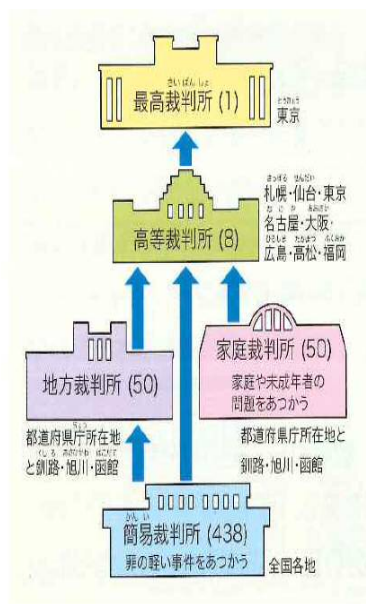 さいばんしょ
最高裁判所 (1)
とうきょう
東京
さっぽろ せんだい
札幌・仙台・東京
なごや おおさか
名古屋・大阪・
ひろしま たかまつ ふくおか
広島・高松・福岡
高等裁判所 (8)
地方裁判所 (50)
家庭裁判所 (50)
家庭や未成年者の
問題をあつかう
ちょう
都道府県庁所在地
くしろ あさひかわ はこだて
と釧路・旭川・函館
都道府県庁所在地と
釧路・旭川・函館
かんい
簡易裁判所 (438)
罪の軽い事件をあつかう
全国各地